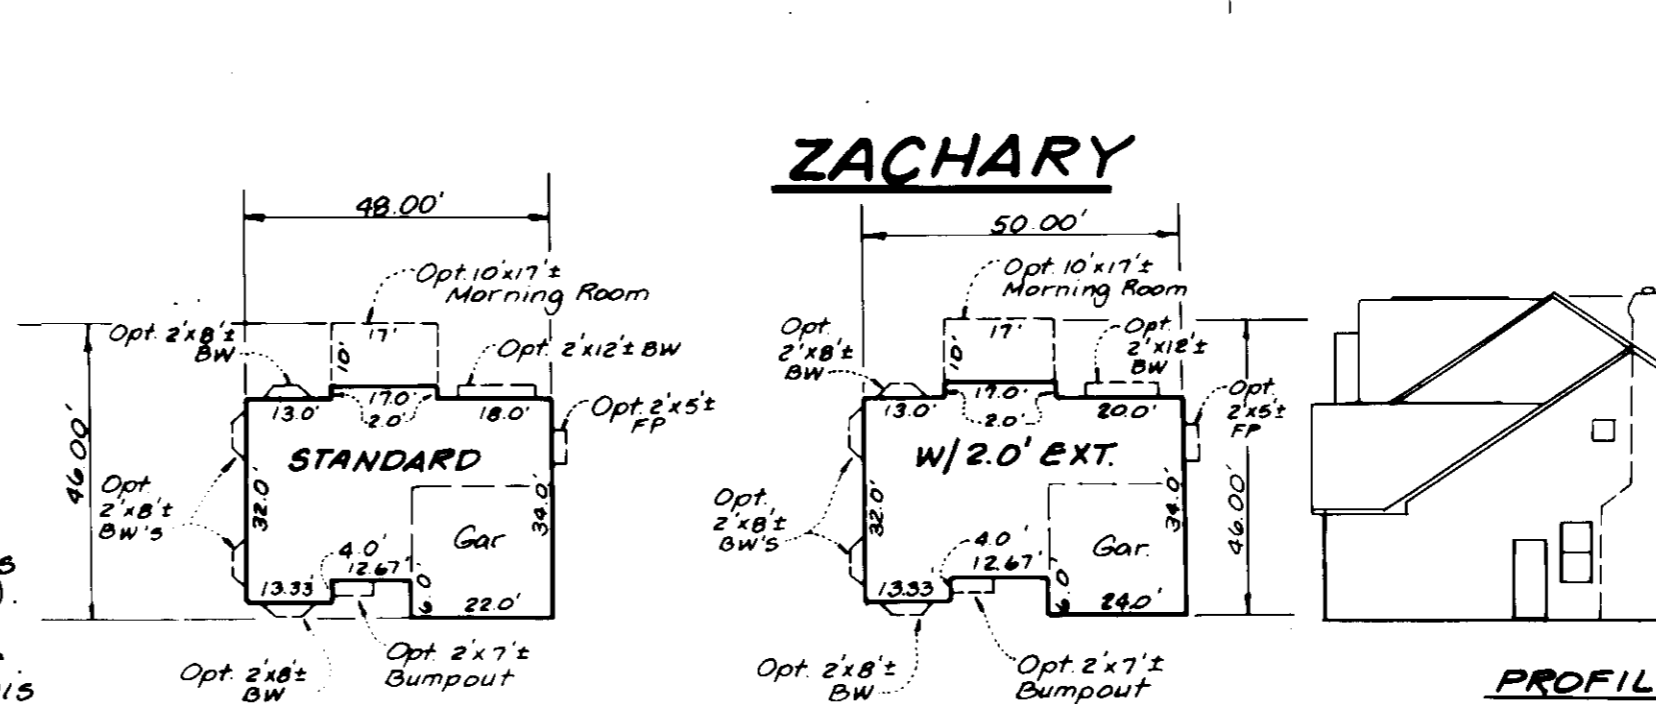 ZACHARY
48.00'
Opt. 10'x17'±
Morning Room
17'
10'
Opt. 2'x8'±
BW
Opt. 2'x12'± BW
13.0'
17.0'
2.0'
18.0'
Opt. 2'x5'±
FP
46.00'
STANDARD
Opt.
2'x8'±
BW'S
32.0'
34.0'
Gar
4.0'
12.67'
6.0'
13.33'
22.0'
Opt. 2'x8'±
BW
Opt. 2'x7'±
Bumpout
50.00'
Opt. 10'x17'±
Morning Room
17'
10'
Opt.
2'x8'±
BW
Opt.
2'x12'±
BW
13.0'
17.0'
2.0'
20.0'
Opt.
2'x5'±
FP
W/2.0' EXT.
Opt.
2'x8'±
BW'S
32.0'
34.0'
46.00'
Gar.
4.0'
12.67'
6.0'
13.33'
24.0'
Opt. 2'x8'±
BW
Opt. 2'x7'±
Bumpout
PROFIL